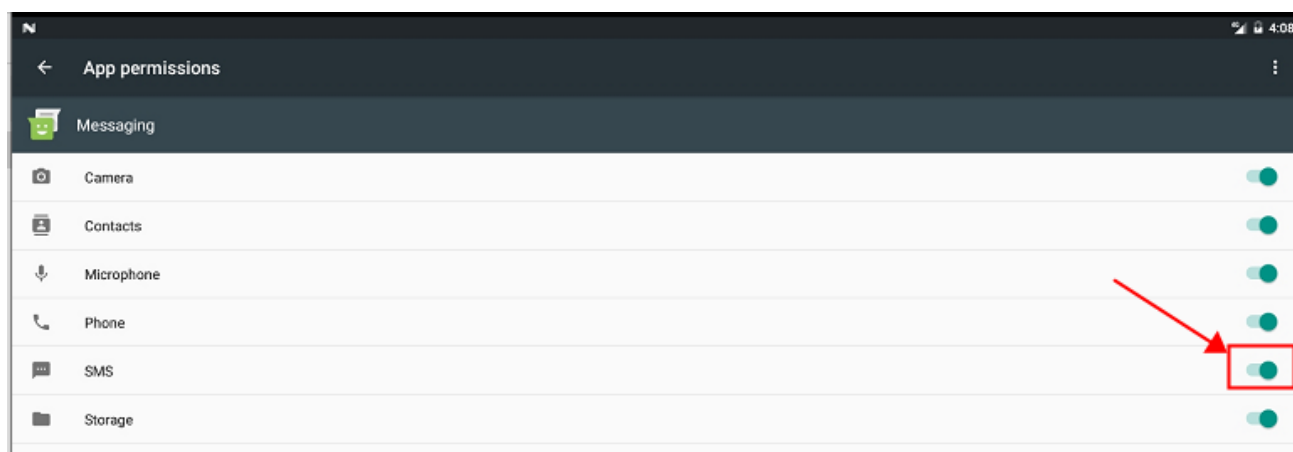 4:08
App permissions
Messaging
Camera
Contacts
Microphone
Phone
SMS
Storage